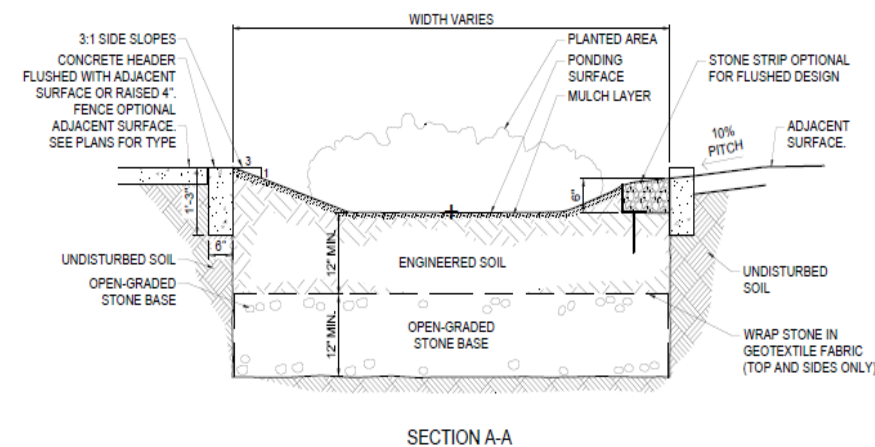 WIDTH VARIES
3:1 SIDE SLOPES
CONCRETE HEADER
FLUSHED WITH ADJACENT
SURFACE OR RAISED 4".
FENCE OPTIONAL
ADJACENT SURFACE.
SEE PLANS FOR TYPE
PLANTED AREA
PONDING
SURFACE
MULCH LAYER
STONE STRIP OPTIONAL
FOR FLUSHED DESIGN
10%
PITCH
ADJACENT
SURFACE.
3
1
1'-3"
6"
6"
UNDISTURBED SOIL
OPEN-GRADED
STONE BASE
12" MIN.
ENGINEERED SOIL
12" MIN.
OPEN-GRADED
STONE BASE
UNDISTURBED
SOIL
WRAP STONE IN
GEOTEXTILE FABRIC
(TOP AND SIDES ONLY)
SECTION A-A